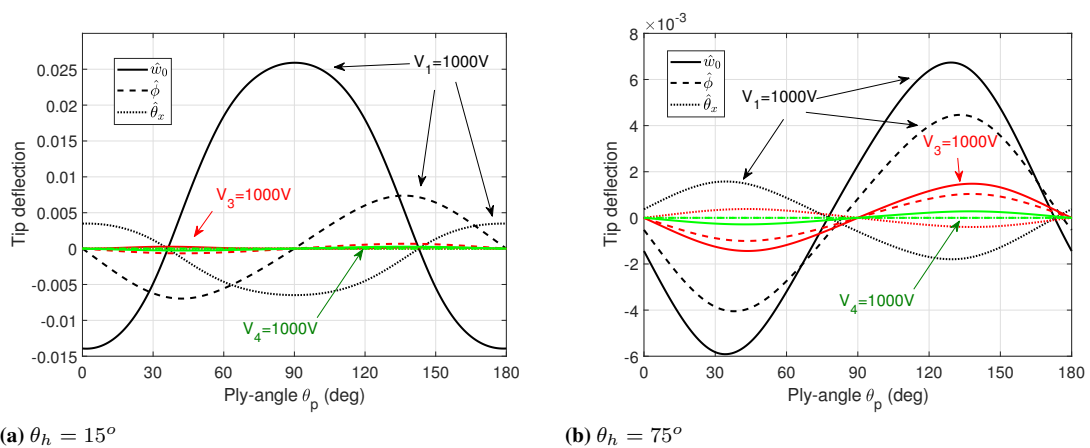 ×10⁻³
0.025
0.02
0.015
0.01
0.005
0
-0.005
-0.01
-0.015
0 30 60 90 120 150 180
Tip deflection
Ply-angle θₚ (deg)
ŵ₀
ϕ̂
θ̂ₓ
V₁=1000V
V₃=1000V
V₄=1000V
8
6
4
2
0
-2
-4
-6
0 30 60 90 120 150 180
Tip deflection
Ply-angle θₚ (deg)
ŵ₀
ϕ̂
θ̂ₓ
V₁=1000V
V₃=1000V
V₄=1000V
(a) θₕ = 15ᵒ
(b) θₕ = 75ᵒ